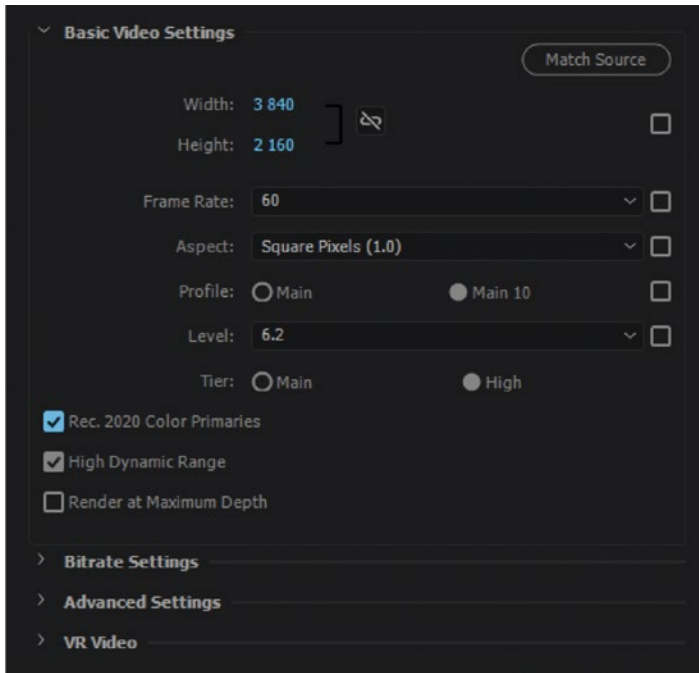 Basic Video Settings
Match Source
Width: 3 840
Height: 2 160
Frame Rate: 60
Aspect: Square Pixels (1.0)
Profile: Main Main 10
Level: 6.2
Tier: Main High
Rec. 2020 Color Primaries
High Dynamic Range
Render at Maximum Depth
Bitrate Settings
Advanced Settings
VR Video